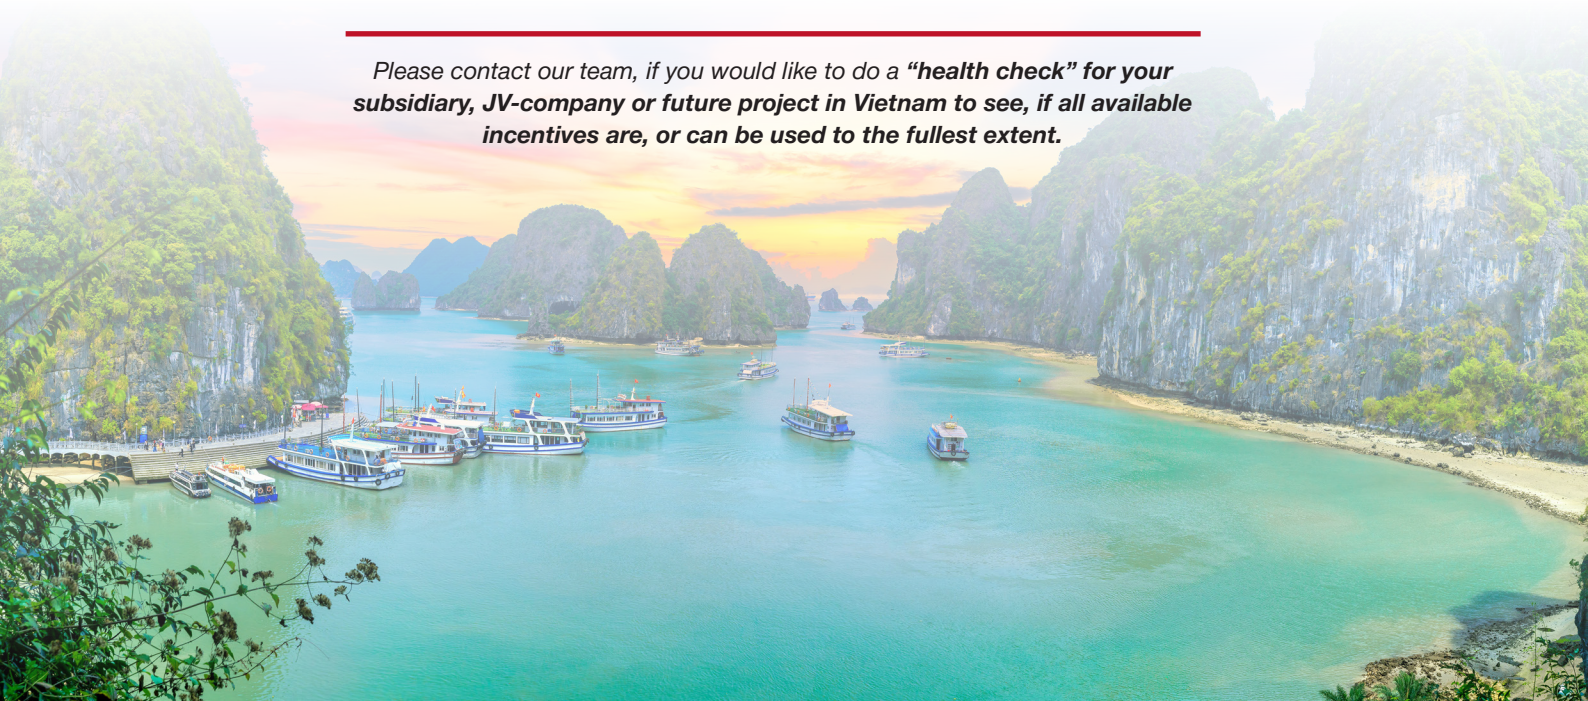 Please contact our team, if you would like to do a “health check” for your
subsidiary, JV-company or future project in Vietnam to see, if all available
incentives are, or can be used to the fullest extent.